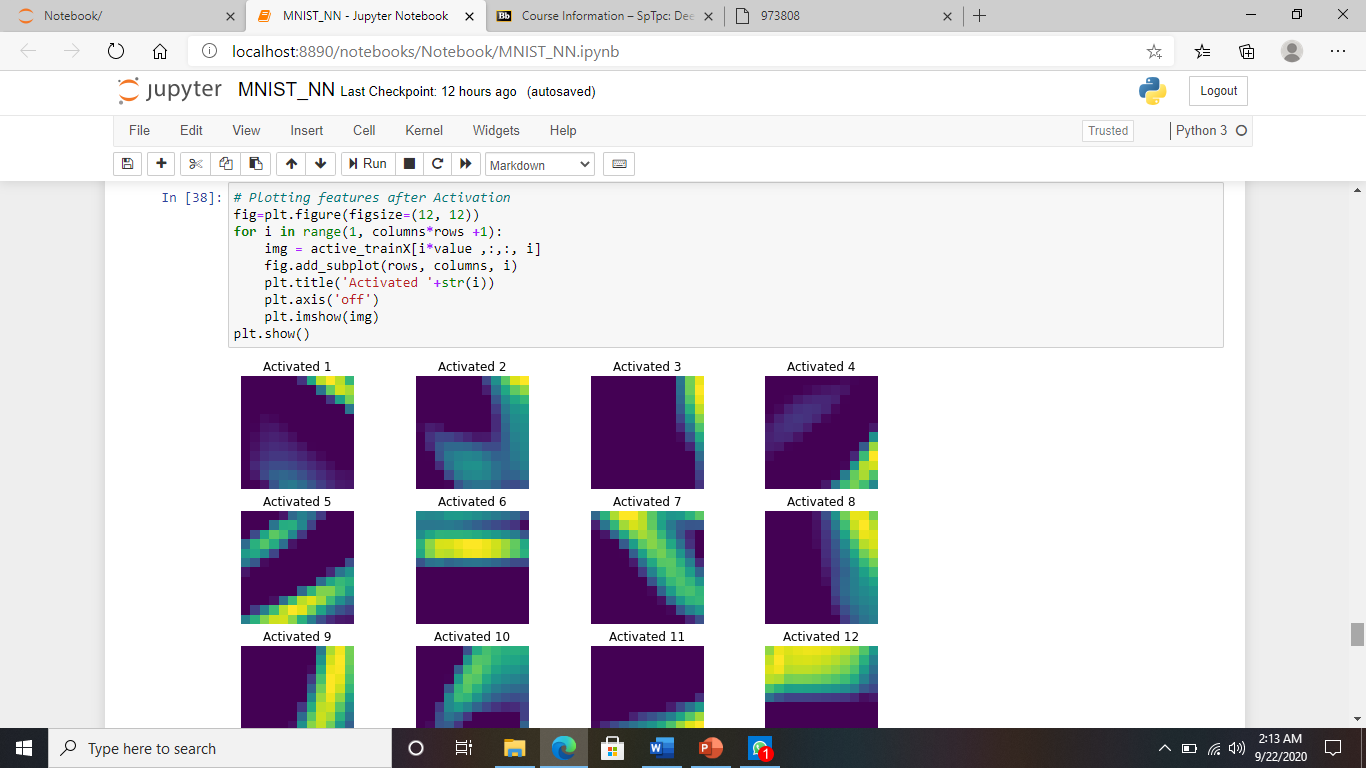 Notebook/
MNIST_NN - Jupyter Notebook
Bb Course Information – SpTpc: Dee
973808
localhost:8890/notebooks/Notebook/MNIST_NN.ipynb
jupyter MNIST_NN Last Checkpoint: 12 hours ago (autosaved)
Logout
File Edit View Insert Cell Kernel Widgets Help
Trusted Python 3
Run Markdown
In [38]:
# Plotting features after Activation
fig=plt.figure(figsize=(12, 12))
for i in range(1, columns*rows +1):
    img = active_trainX[i*value ,:,:, i]
    fig.add_subplot(rows, columns, i)
    plt.title('Activated '+str(i))
    plt.axis('off')
    plt.imshow(img)
plt.show()
Activated 1 Activated 2 Activated 3 Activated 4
Activated 5 Activated 6 Activated 7 Activated 8
Activated 9 Activated 10 Activated 11 Activated 12
Type here to search
W P 1
2:13 AM
9/22/2020